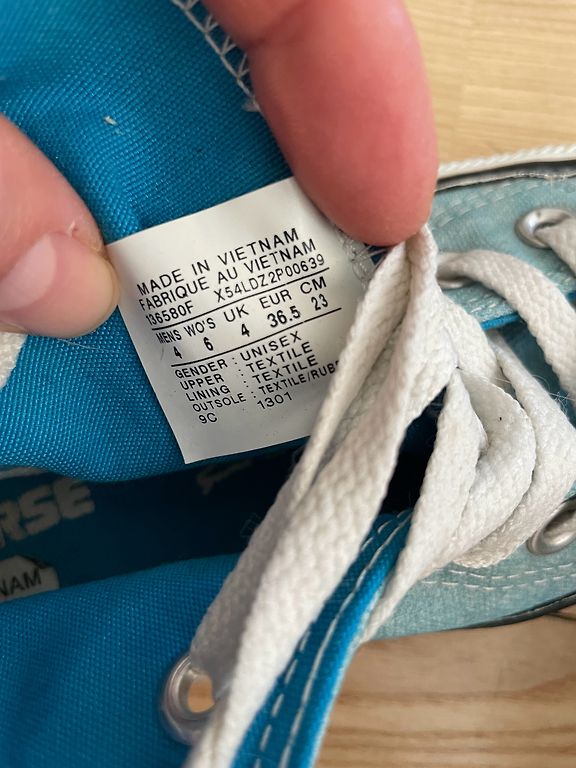 MADE IN VIETNAM
FABRIQUE AU VIETNAM
136580F X54LDZ2P00639
MENS WO'S UK EUR CM
4 6 4 36.5 23
GENDER : UNISEX
UPPER : TEXTILE
LINING : TEXTILE
OUTSOLE : TEXTILE/RUBB
9C 1301
RSE
NAM